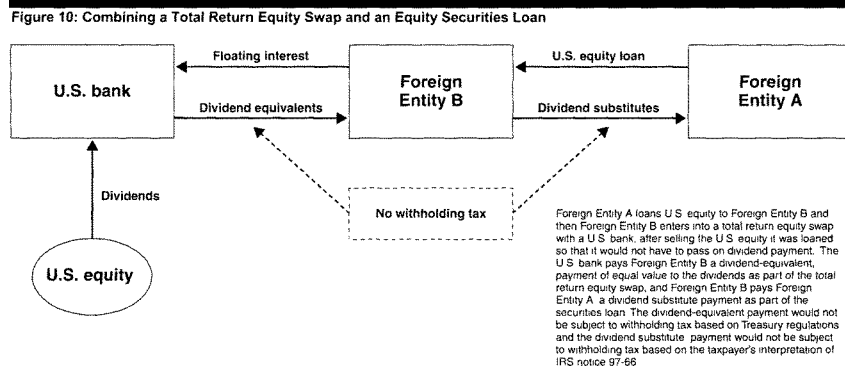 Figure 10: Combining a Total Return Equity Swap and an Equity Securities Loan
Floating interest
U.S. equity loan
U.S. bank
Foreign
Entity B
Foreign
Entity A
Dividend equivalents
Dividend substitutes
Dividends
No withholding tax
U.S. equity
Foreign Entity A loans U S equity to Foreign Entity B and
then Foreign Entity B enters into a total return equity swap
with a U S bank, after selling the U S equity it was loaned
so that it would not have to pass on dividend payment. The
U S bank pays Foreign Entity B a dividend-equivalent,
payment of equal value to the dividends as part of the total
return equity swap, and Foreign Entity B pays Foreign
Entity A a dividend substitute payment as part of the
securities loan The dividend-equivalent payment would not
be subject to withholding tax based on Treasury regulations
and the dividend substitute payment would not be subject
to withholding tax based on the taxpayer's interpretation of
IRS notice 97-66